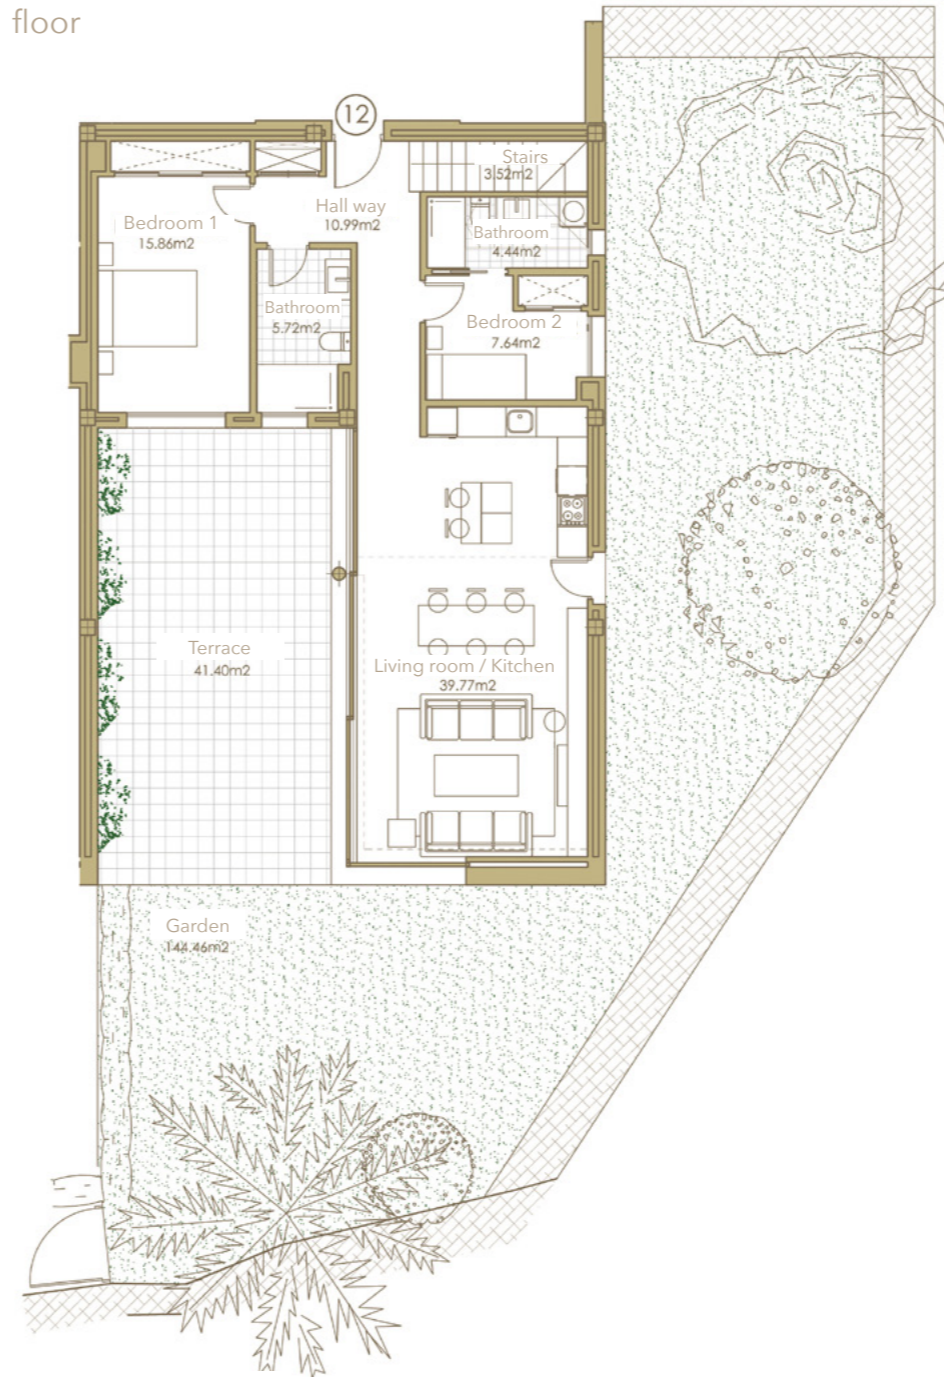 floor
12
Stairs
3.52m2
Hall way
10.99m2
Bedroom 1
15.86m2
Bathroom
4.44m2
Bathroom
5.72m2
Bedroom 2
7.64m2
Terrace
41.40m2
Living room / Kitchen
39.77m2
Garden
144.46m2